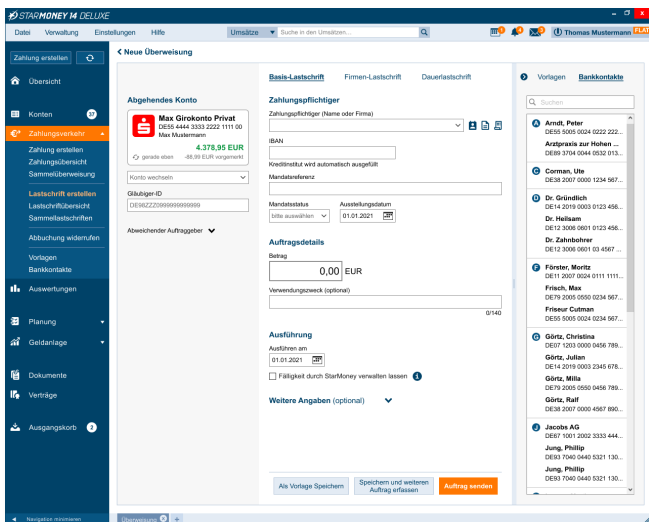 STARMONEY 14 DELUXE
Datei Verwaltung Einstellungen Hilfe
Umsätze
Suche in den Umsätzen...
Thomas Mustermann
FLAT
Zahlung erstellen
Übersicht
Konten 37
Zahlungsverkehr
Zahlung erstellen
Zahlungsübersicht
Sammelüberweisung
Lastschrift erstellen
Lastschriftübersicht
Sammellastschriften
Abbuchung widerrufen
Vorlagen
Bankkontakte
Auswertungen
Planung
Geldanlage
Dokumente
Verträge
Ausgangskorb 2
Navigation minimieren
Neue Überweisung
Abgehendes Konto
Max Girokonto Privat
DE55 4444 3333 2222 1111 00
Max Mustermann
4.378,95 EUR
gerade eben -88,99 EUR vorgemerkt
Konto wechseln
Gläubiger-ID
DE98ZZZ0999999999999
Abweichender Auftraggeber
Basis-Lastschrift Firmen-Lastschrift Dauerlastschrift
Zahlungspflichtiger
Zahlungspflichtiger (Name oder Firma)
IBAN
Kreditinstitut wird automatisch ausgefüllt
Mandatsreferenz
Mandatsstatus Ausstellungsdatum
bitte auswählen 01.01.2021
Auftragsdetails
Betrag
0,00 EUR
Verwendungszweck (optional)
0/140
Ausführung
Ausführen am
01.01.2021
Fälligkeit durch StarMoney verwalten lassen
Weitere Angaben (optional)
Als Vorlage Speichern
Speichern und weiteren
Auftrag erfassen
Auftrag senden
Überweisung +
Vorlagen Bankkontakte
Suchen
A Arndt, Peter
DE55 5005 0024 0222 222...
Arztpraxis zur Hohen ...
DE89 3704 0044 0532 013...
C Corman, Ute
DE38 2007 0000 1234 567...
D Dr. Gründlich
DE14 2019 0003 0123 456...
Dr. Heilsam
DE12 3006 0601 0123 456...
Dr. Zahnbohrer
DE12 3006 0601 03 4567 ...
F Förster, Moritz
DE11 2007 0024 0111 1111...
Frisch, Max
DE79 2005 0550 0234 567...
Friseur Cutman
DE55 5005 0024 0234 567...
G Görtz, Christina
DE07 1203 0000 0456 789...
Görtz, Julian
DE14 2019 0003 2345 678...
Görtz, Milla
DE79 2005 0550 0456 789...
Görtz, Ralf
DE38 2007 0000 4567 890...
J Jacobs AG
DE67 1001 2002 3333 444...
Jung, Phillip
DE93 7040 0440 5321 130...
Jung, Phillip
DE93 7040 0440 5321 130...